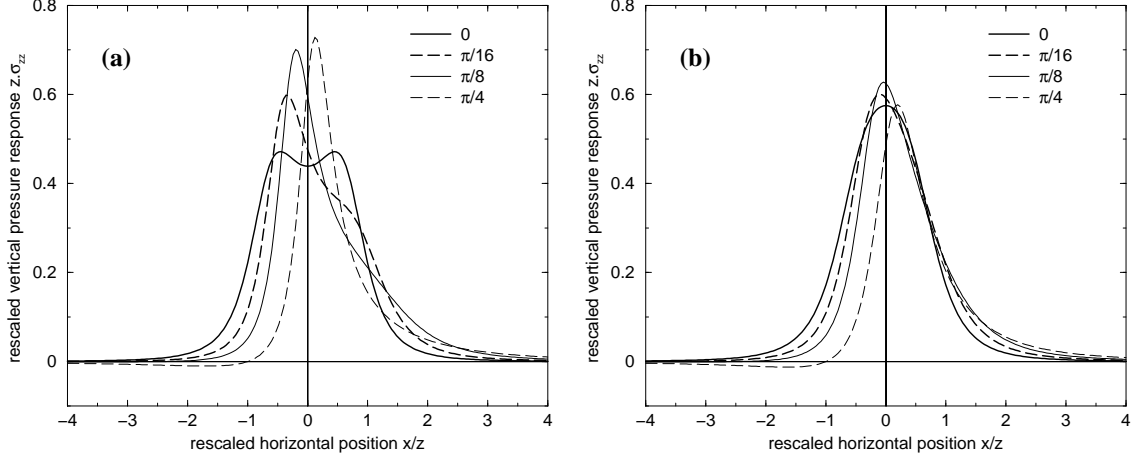 (a)
0
π/16
π/8
π/4
0.8
0.6
0.4
0.2
0
rescaled vertical pressure response z.σzz
−4 −3 −2 −1 0 1 2 3 4
rescaled horizontal position x/z
(b)
0
π/16
π/8
π/4
0.8
0.6
0.4
0.2
0
rescaled vertical pressure response z.σzz
−4 −3 −2 −1 0 1 2 3 4
rescaled horizontal position x/z